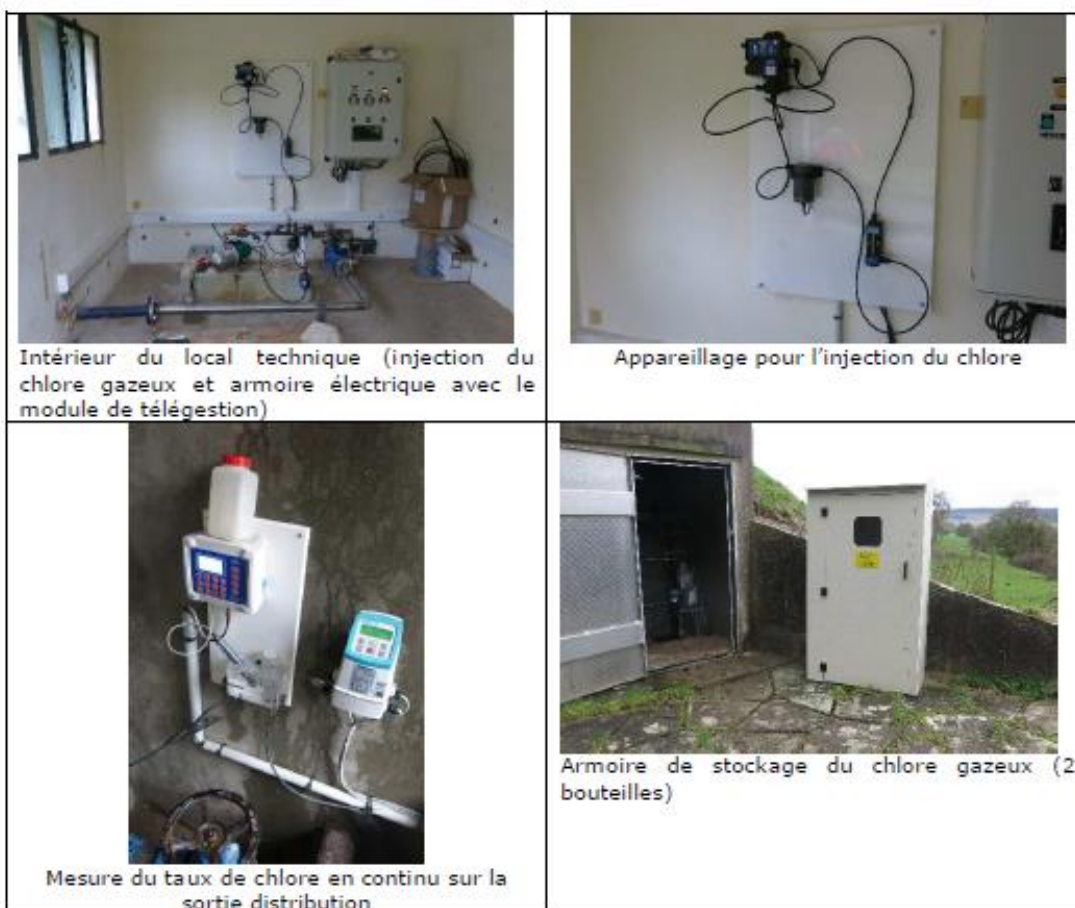 Intérieur du local technique (injection du
chlore gazeux et armoire électrique avec le
module de télégestion)
Appareillage pour l'injection du chlore
Mesure du taux de chlore en continu sur la
sortie distribution
Armoire de stockage du chlore gazeux (2
bouteilles)